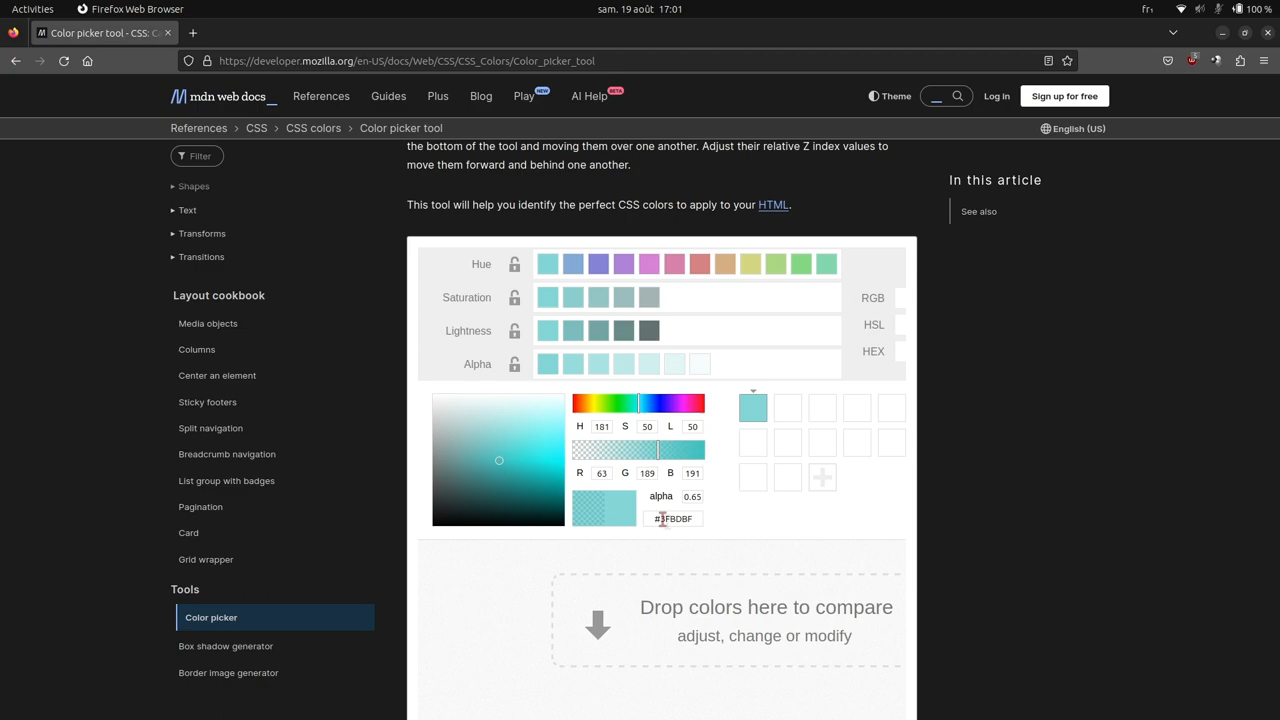 Activities
Firefox Web Browser
sam. 19 août 17:01
fr₁
100 %
Color picker tool - CSS: C
https://developer.mozilla.org/en-US/docs/Web/CSS/CSS_Colors/Color_picker_tool
5
mdn web docs_
References
Guides
Plus
Blog
Play NEW
AI Help BETA
Theme
Log in
Sign up for free
References > CSS > CSS colors > Color picker tool
English (US)
Filter
Shapes
Text
Transforms
Transitions
Layout cookbook
Media objects
Columns
Center an element
Sticky footers
Split navigation
Breadcrumb navigation
List group with badges
Pagination
Card
Grid wrapper
Tools
Color picker
Box shadow generator
Border image generator
the bottom of the tool and moving them over one another. Adjust their relative Z index values to
move them forward and behind one another.
This tool will help you identify the perfect CSS colors to apply to your HTML.
Hue
Saturation
Lightness
Alpha
RGB
HSL
HEX
H 181 S 50 L 50
R 63 G 189 B 191
alpha 0.65
#3FBDBF
Drop colors here to compare
adjust, change or modify
In this article
See also